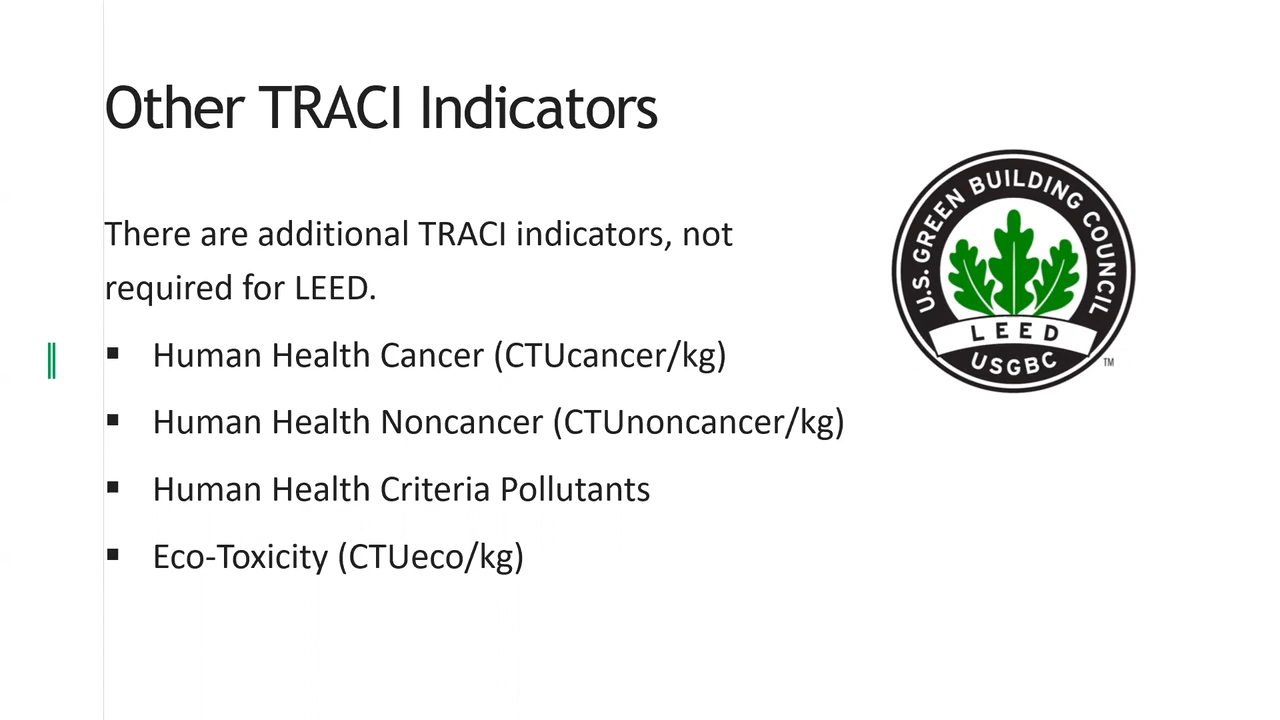 Other TRACI Indicators
There are additional TRACI indicators, not
required for LEED.
▪ Human Health Cancer (CTUcancer/kg)
▪ Human Health Noncancer (CTUnoncancer/kg)
▪ Human Health Criteria Pollutants
▪ Eco-Toxicity (CTUeco/kg)
U.S. GREEN BUILDING COUNCIL
LEED
USGBC
TM